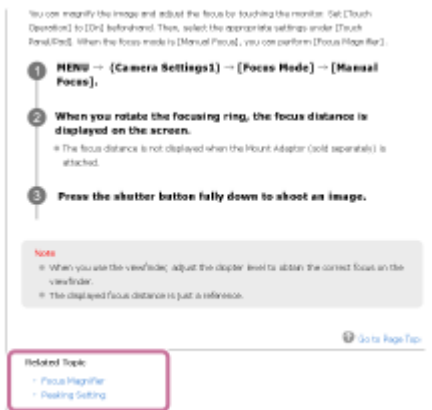 You can magnify the image and adjust the focus by touching the monitor. Set [Touch
Operation] to [On] beforehand. Then, select the appropriate settings under [Touch
Panel/Pad]. When the focus mode is [Manual Focus], you can perform [Focus Magnifier].
1 MENU → (Camera Settings1) → [Focus Mode] → [Manual
Focus].
2 When you rotate the focusing ring, the focus distance is
displayed on the screen.
The focus distance is not displayed when the Mount Adaptor (sold separately) is
attached.
3 Press the shutter button fully down to shoot an image.
Note
When you use the viewfinder, adjust the diopter level to obtain the correct focus on the
viewfinder.
The displayed focus distance is just a reference.
Go to Page Top
Related Topic
Focus Magnifier
Peaking Setting